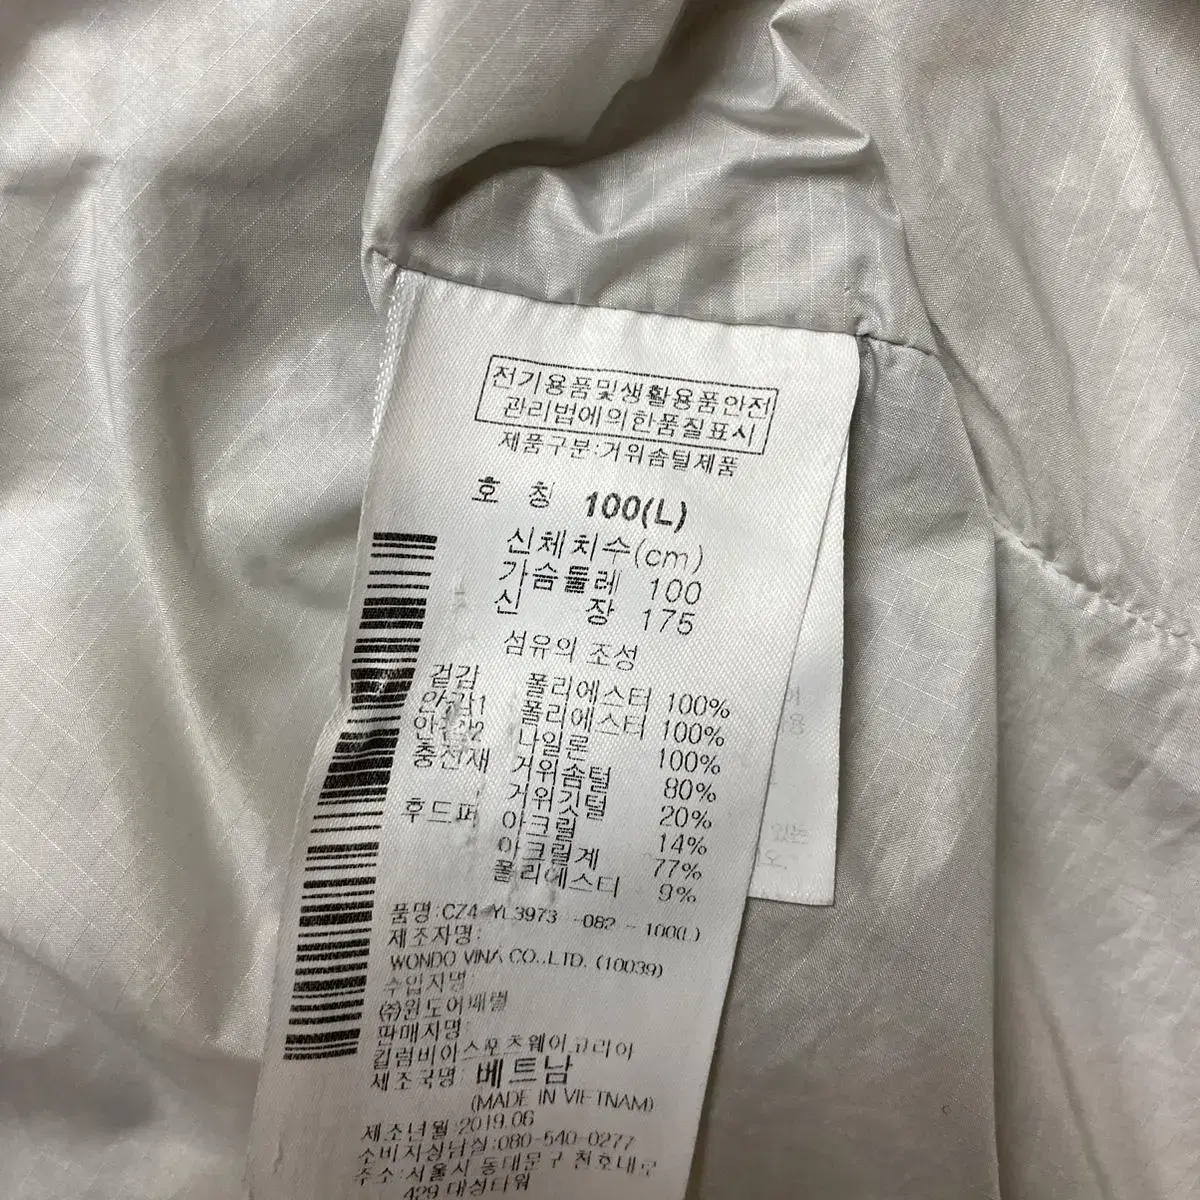 전기용품및생활용품안전
관리법에의한품질표시
제품구분:거위솜털제품
호 칭 100(L)
신체치수(cm)
가슴둘레 100
신 장 175
섬유의 조성
겉감 폴리에스터 100%
안감1 폴리에스터 100%
안감2 나일론 100%
충전재 거위솜털 80%
거위깃털 20%
후드퍼 아크릴 14%
아크릴계 77%
폴리에스터 9%
품명:CZ4 YL3973 -082 - 100(L)
제조자명:
WONDO VINA CO.,LTD. (10039)
수입자명:
(주)원도어패럴
판매자명:
컬럼비아스포츠웨어코리아
제조국명: 베트남
(MADE IN VIETNAM)
제조년월:2019.06
소비자상담실:080-540-0277
주소:서울시 동대문구 천호대로
429 대성타워
있는